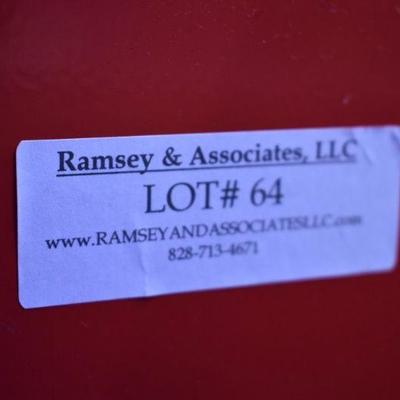 Ramsey & Associates, LLC
LOT# 64
www.RAMSEYANDASSOCIATESLLC.com
828-713-4671